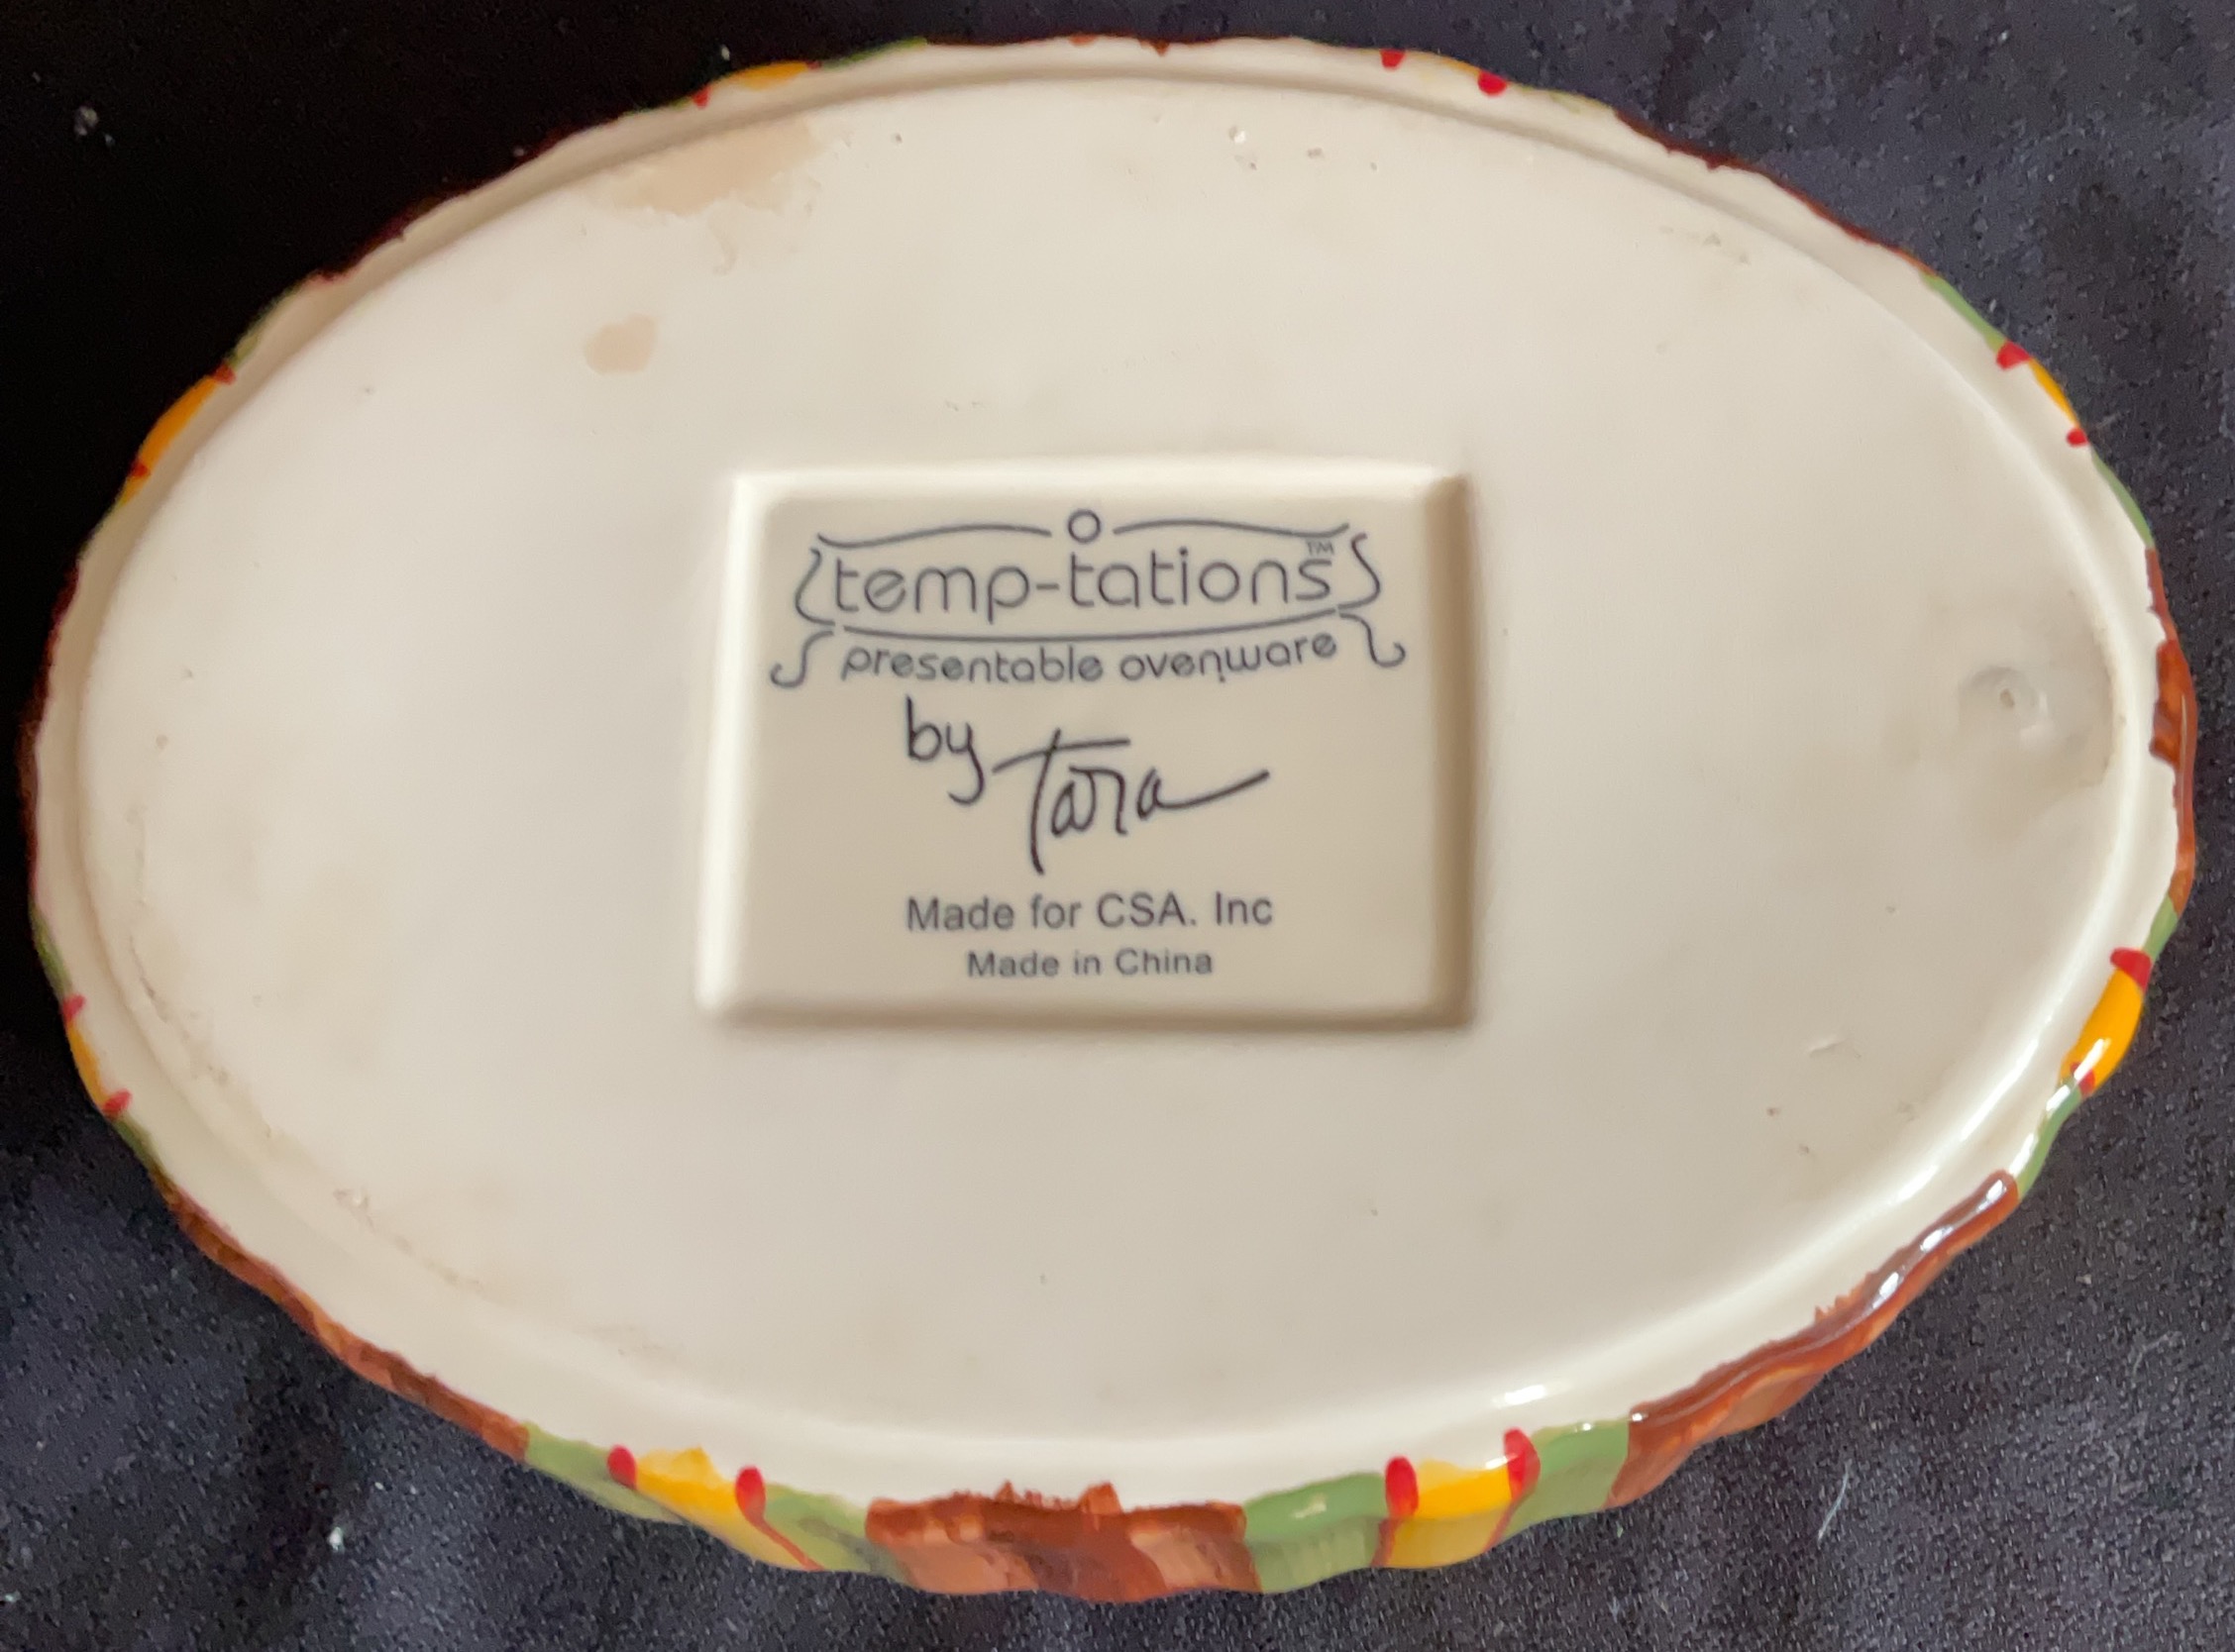 temp-tations™
presentable ovenware
by Tara
Made for CSA. Inc
Made in China